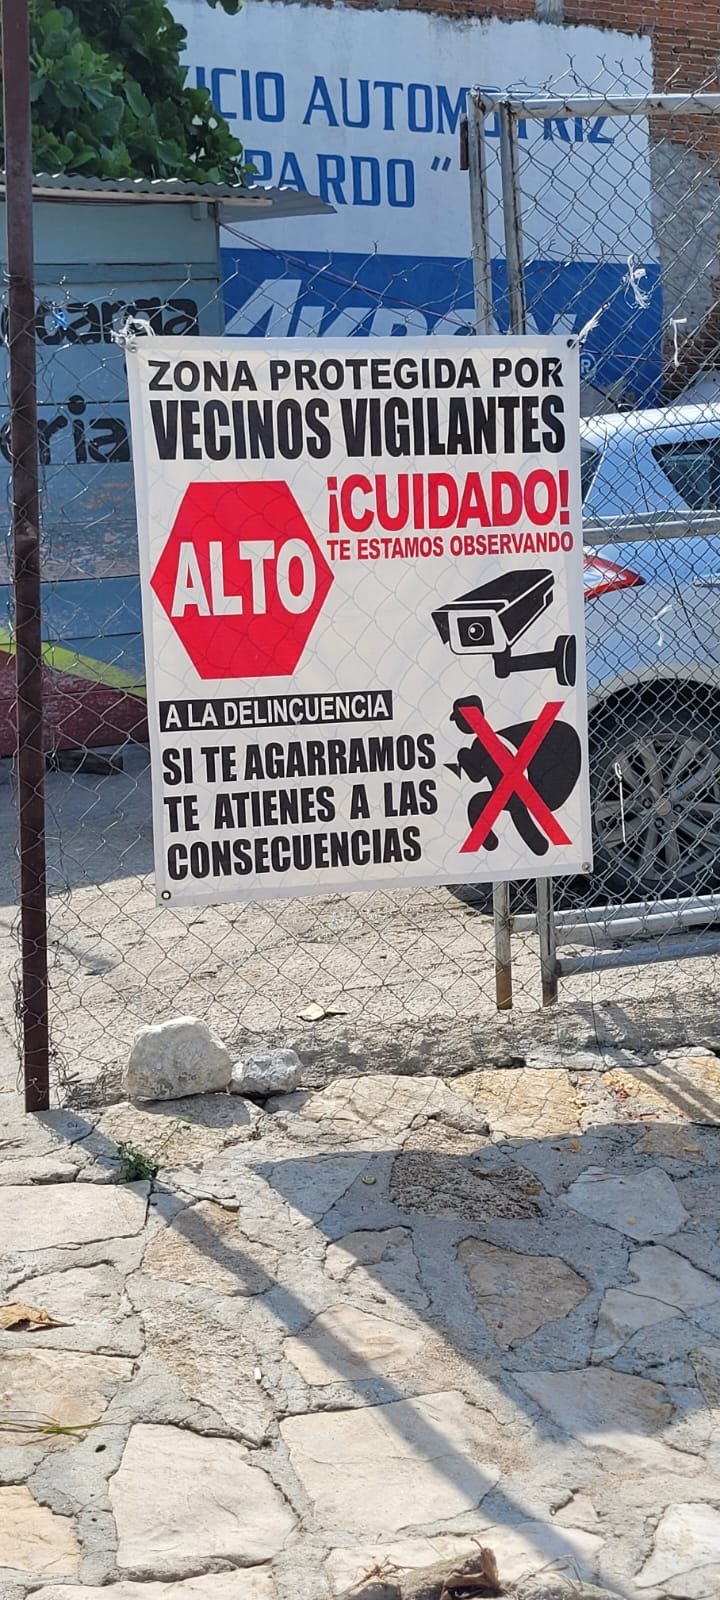 AUTOMOTRIZ
PARDO"
AKRON
®
ZONA PROTEGIDA POR
VECINOS VIGILANTES
¡CUIDADO!
TE ESTAMOS OBSERVANDO
ALTO
A LA DELINCUENCIA
SI TE AGARRAMOS
TE ATIENES A LAS
CONSECUENCIAS